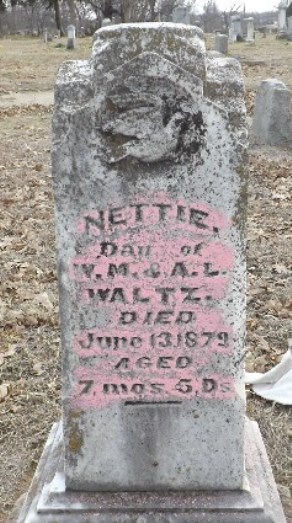 NETTIE.
Dau of
W. M. & A. L.
WALTZ.
DIED
June 13, 1879
AGED
7, mos. 5, Ds